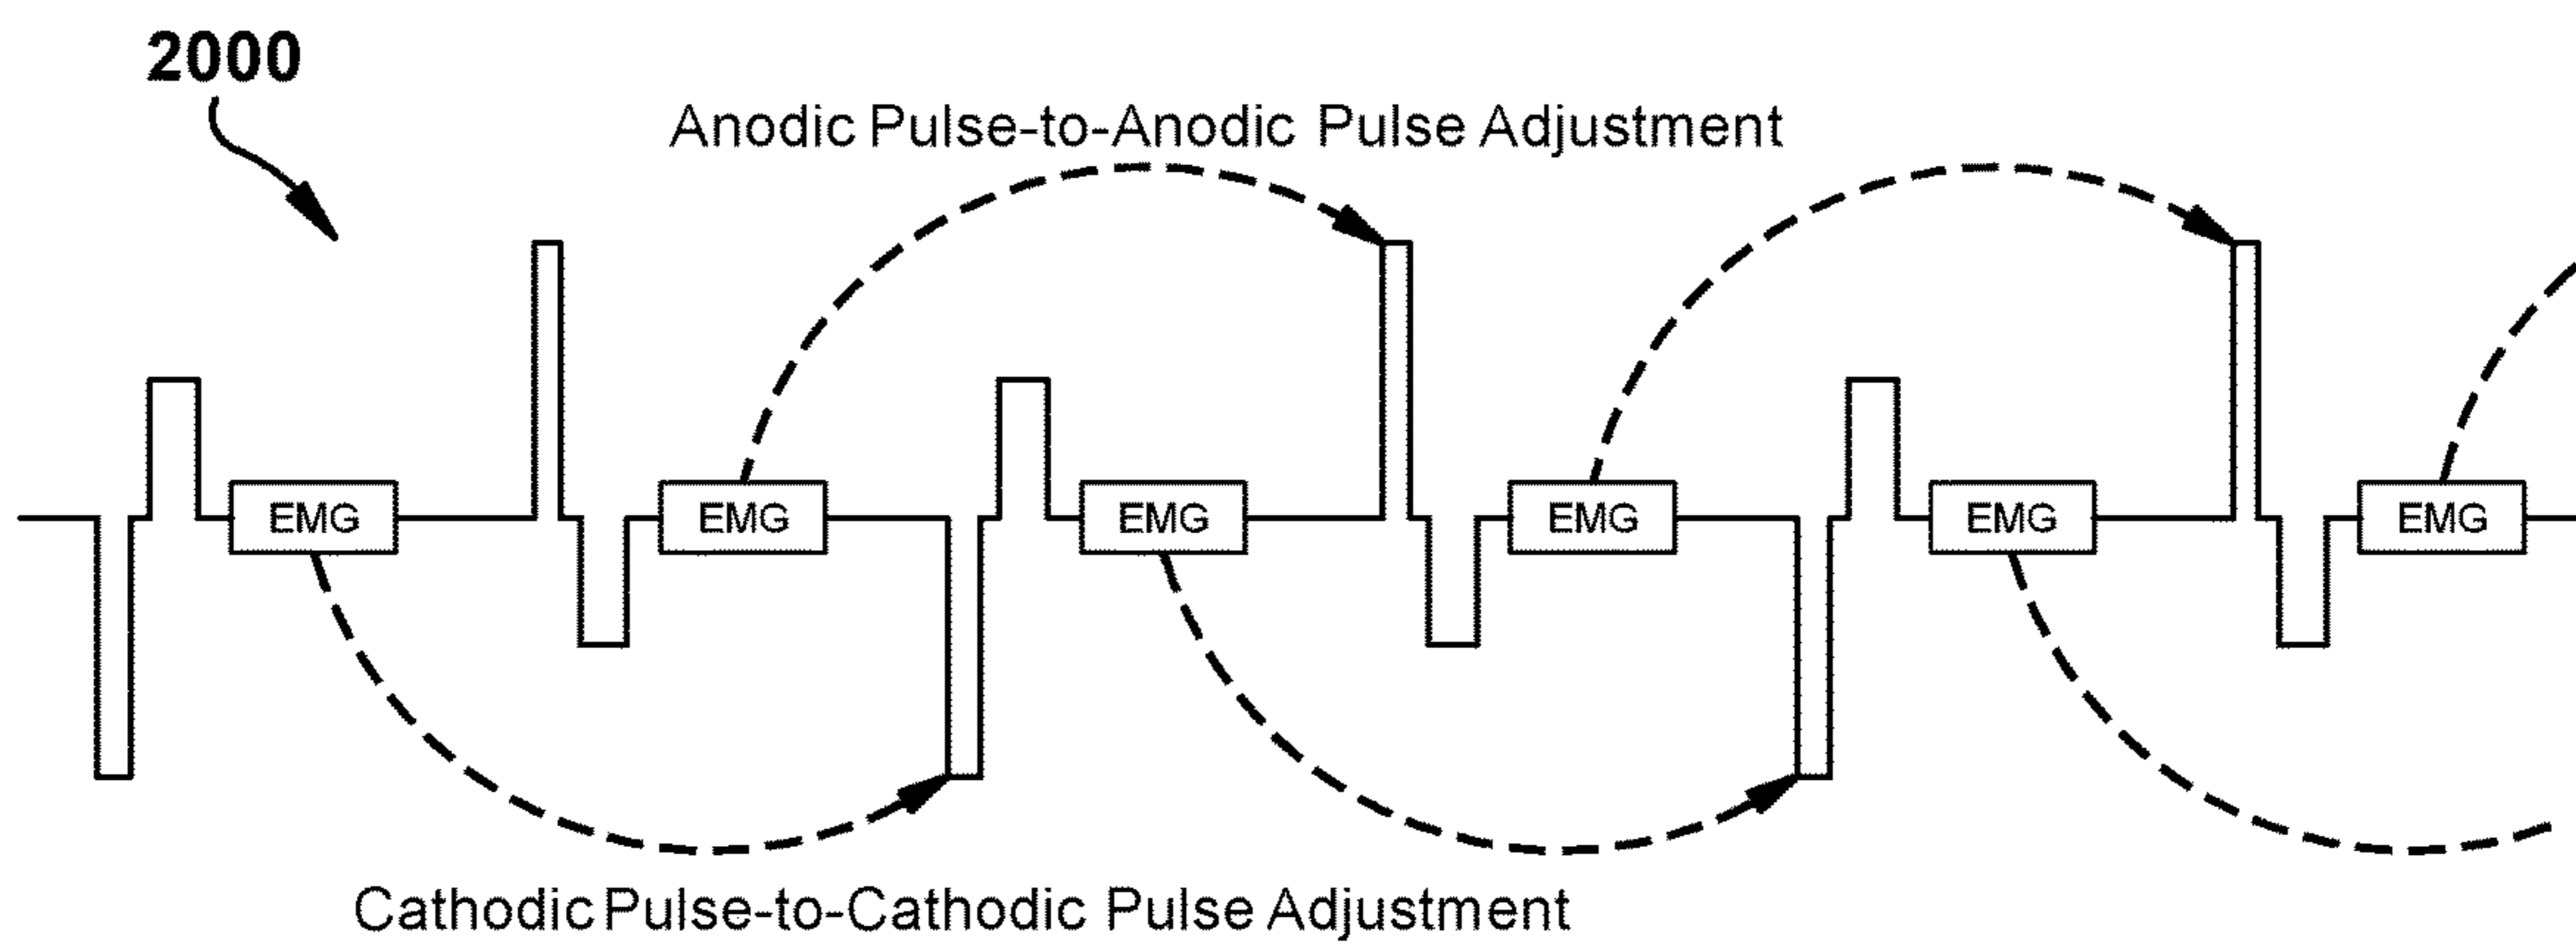 2000
Anodic Pulse-to-Anodic Pulse Adjustment
EMG EMG EMG EMG EMG EMG
Cathodic Pulse-to-Cathodic Pulse Adjustment